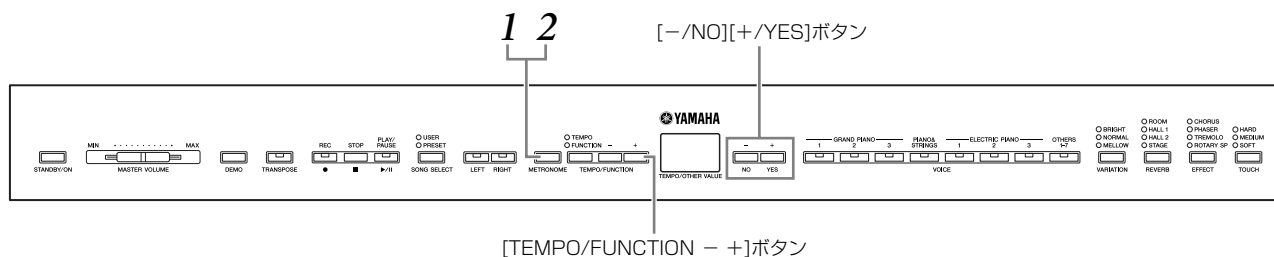 1 2
[－/NO][＋/YES]ボタン
YAMAHA
MIN MAX
STANDBY/ON
MASTER VOLUME
DEMO
TRANSPOSE
REC STOP PLAY/PAUSE
● ■ ▶/II
USER
PRESET
SONG SELECT
LEFT RIGHT
METRONOME
TEMPO
FUNCTION － ＋
TEMPO/FUNCTION
TEMPO/OTHER VALUE
－ ＋
NO YES
GRAND PIANO
1 2 3
PIANO& STRINGS
ELECTRIC PIANO
1 2 3
OTHERS
1-7
VOICE
BRIGHT
NORMAL
MELLOW
VARIATION
ROOM
HALL 1
HALL 2
STAGE
REVERB
CHORUS
PHASER
TREMOLO
ROTARY SP
EFFECT
HARD
MEDIUM
SOFT
TOUCH
[TEMPO/FUNCTION － ＋]ボタン